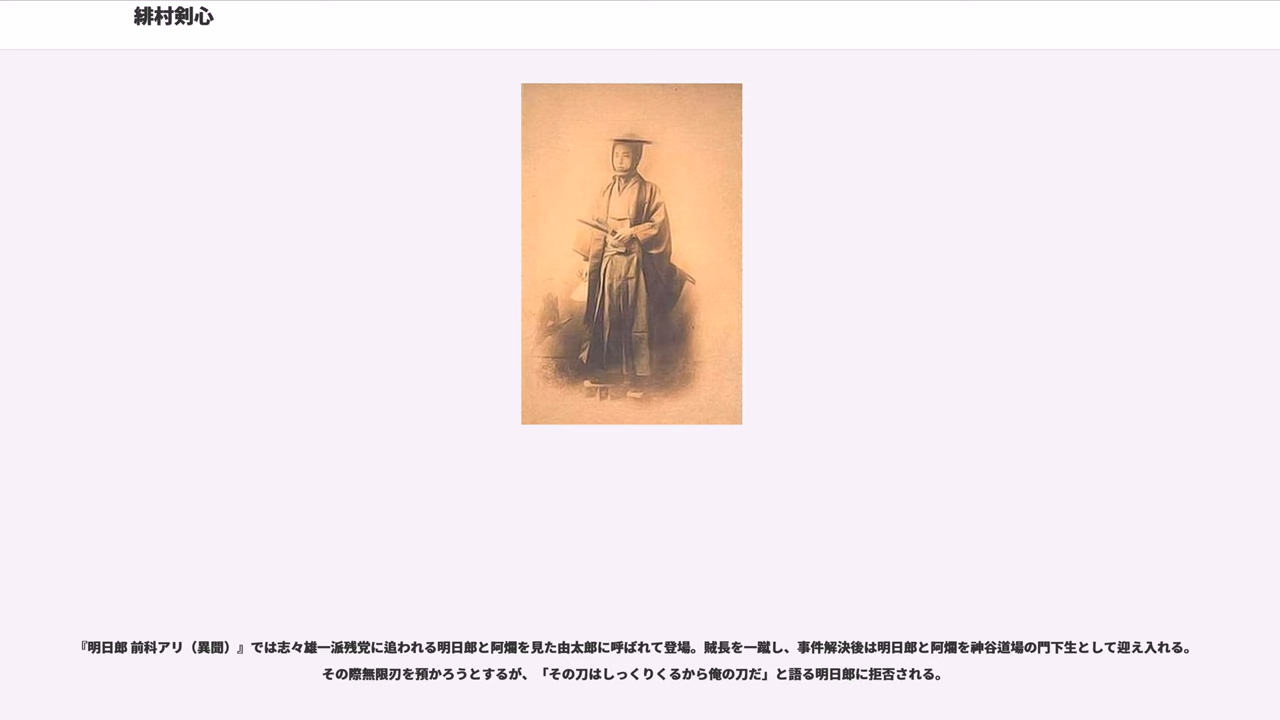 緋村剣心
『明日郎 前科アリ（異聞）』では志々雄一派残党に追われる明日郎と阿爛を見た由太郎に呼ばれて登場。賊長を一蹴し、事件解決後は明日郎と阿爛を神谷道場の門下生として迎え入れる。
その際無限刃を預かろうとするが、「その刀はしっくりくるから俺の刀だ」と語る明日郎に拒否される。